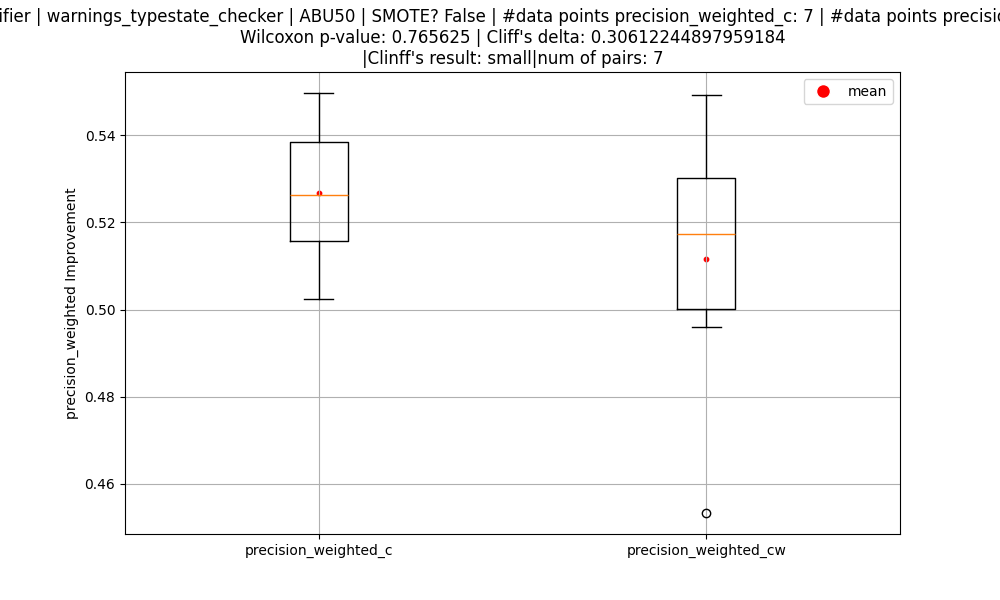 ifier | warnings_typestate_checker | ABU50 | SMOTE? False | #data points precision_weighted_c: 7 | #data points precisio
Wilcoxon p-value: 0.765625 | Cliff's delta: 0.30612244897959184
|Clinff's result: small|num of pairs: 7
mean
0.54
0.52
0.50
0.48
0.46
precision_weighted Improvement
precision_weighted_c
precision_weighted_cw